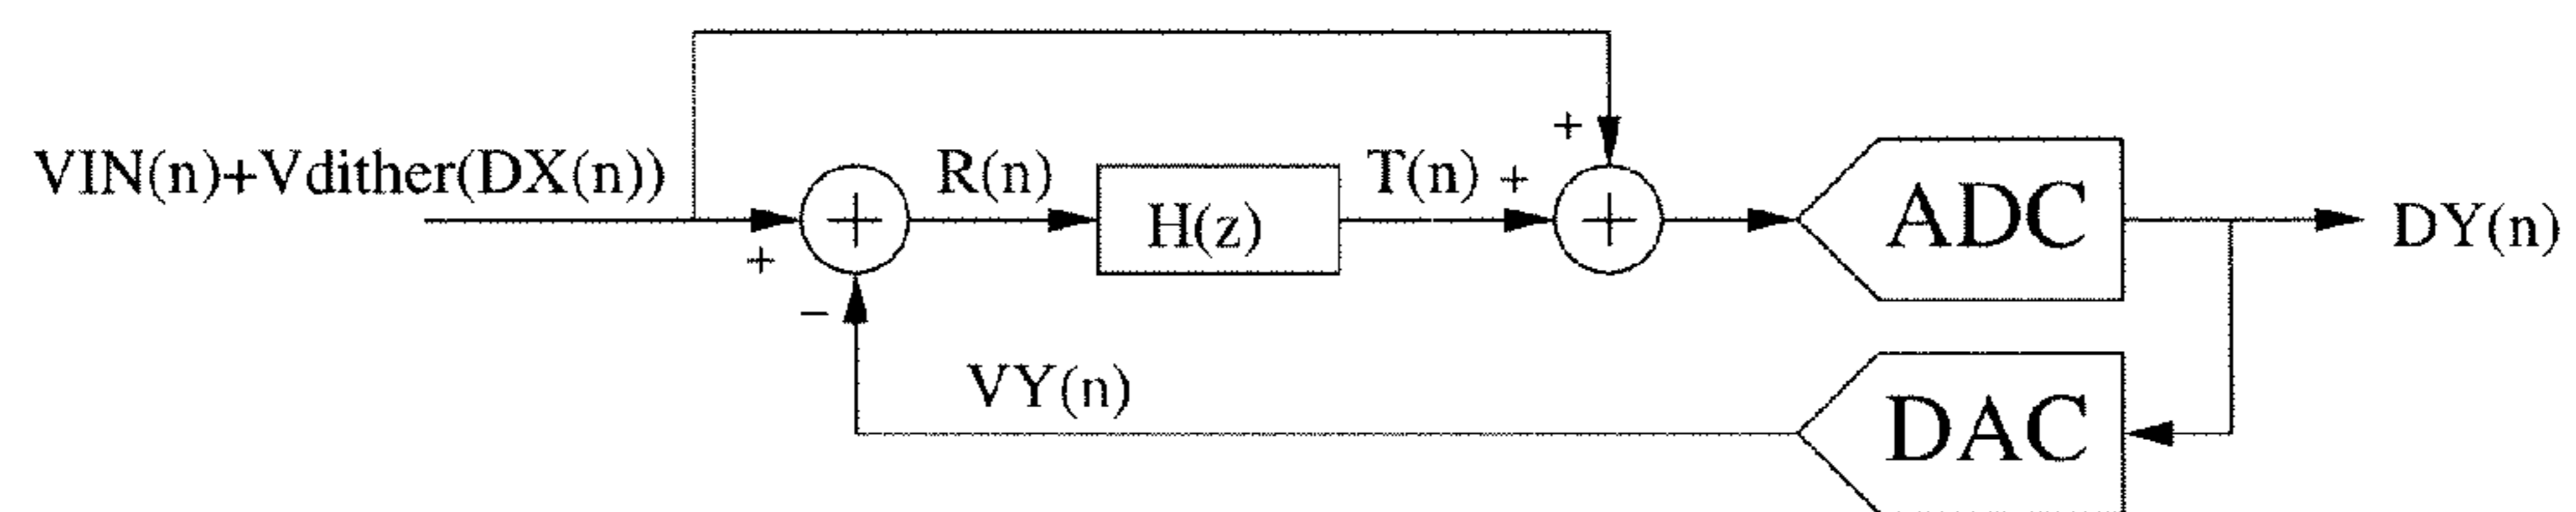 VIN(n)+Vdither(DX(n))
+
−
R(n)
H(z)
T(n)
+
+
ADC
DY(n)
VY(n)
DAC